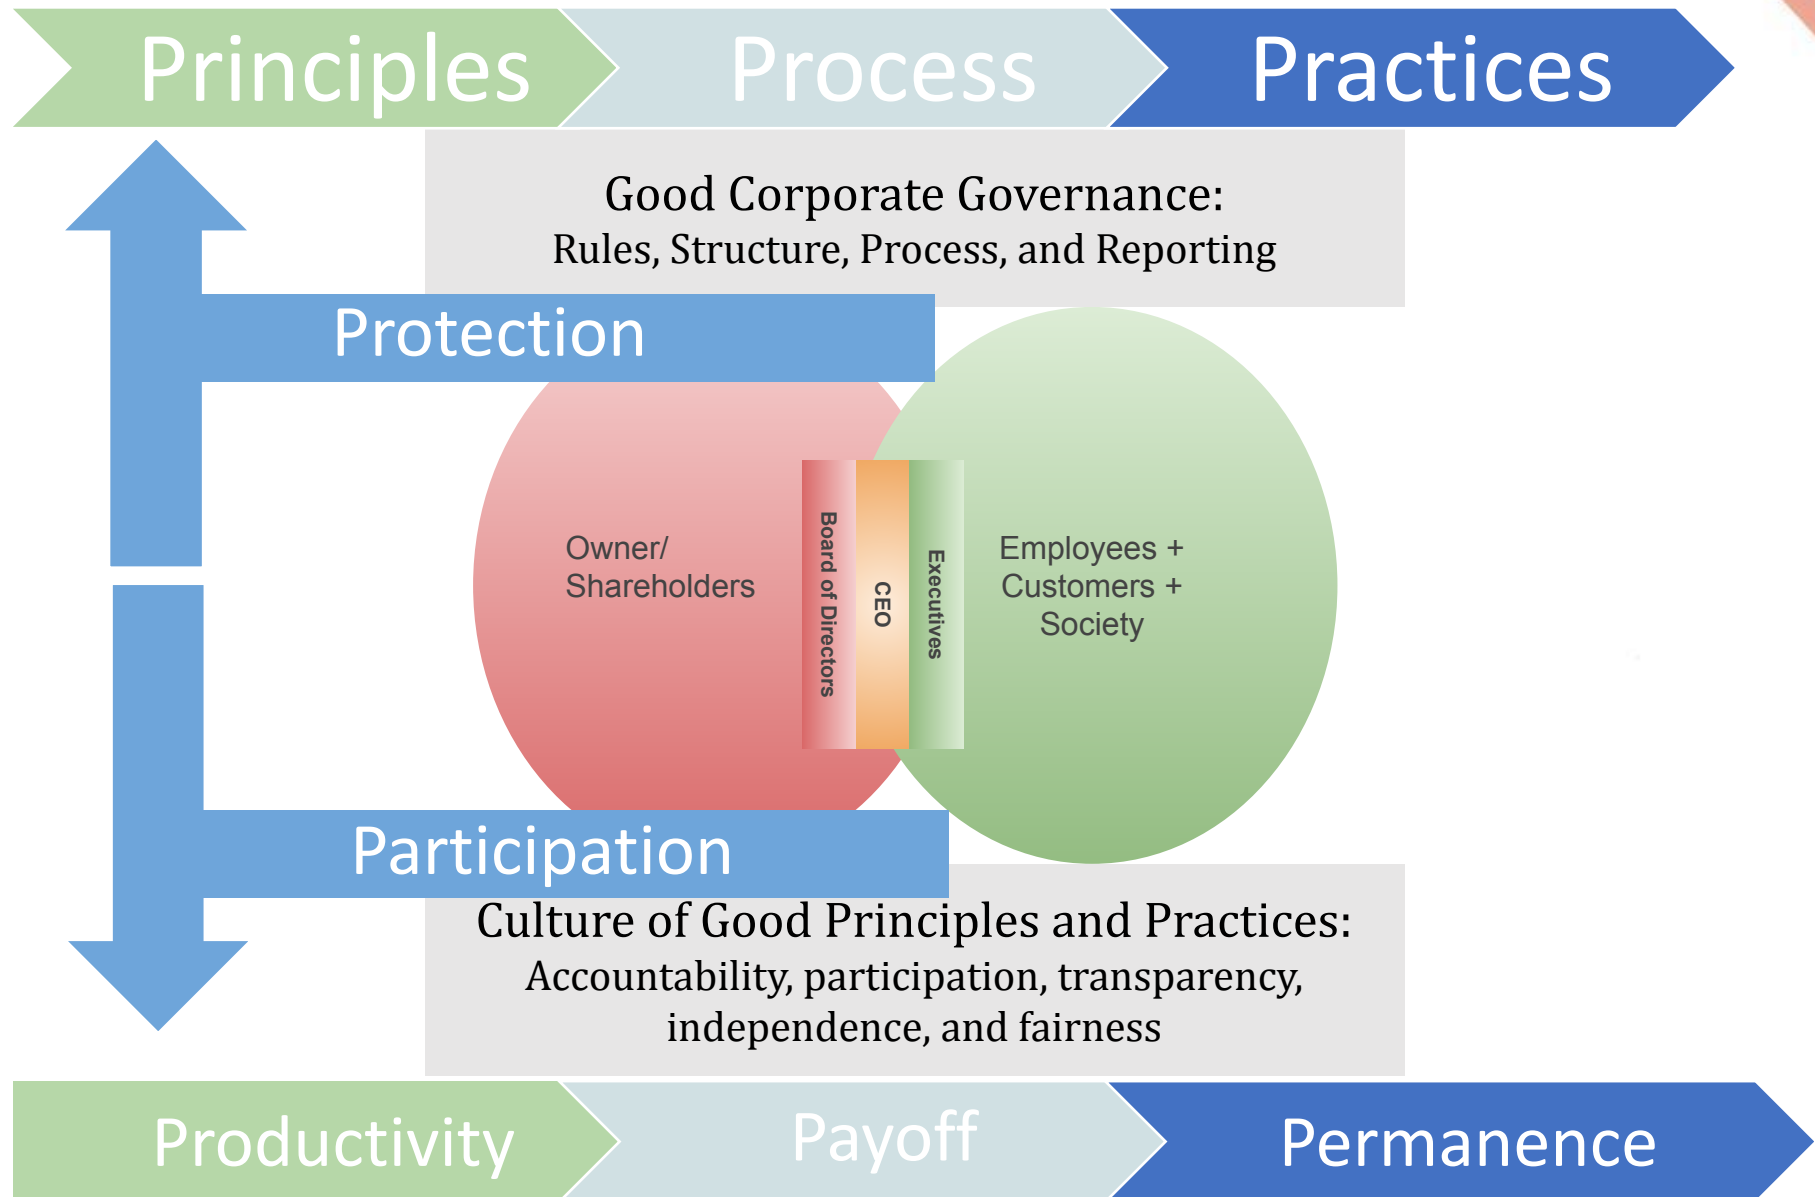 Principles
Process
Practices
Good Corporate Governance:
Rules, Structure, Process, and Reporting
Protection
Owner/
Shareholders
Board of Directors
CEO
Executives
Employees +
Customers +
Society
Participation
Culture of Good Principles and Practices:
Accountability, participation, transparency,
independence, and fairness
Productivity
Payoff
Permanence